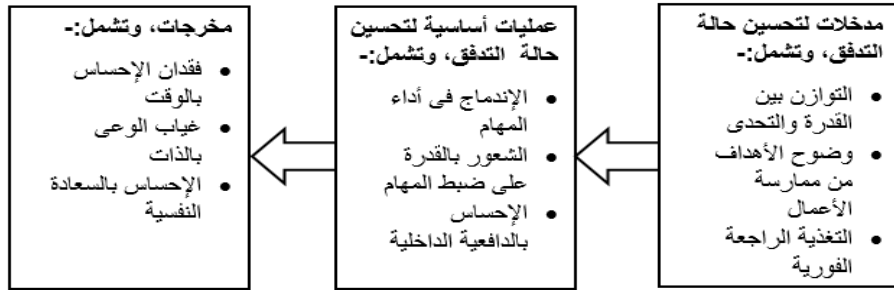 مدخلات لتحسين حالة
التدفق، وتشمل:-
التوازن بين
القدرة والتحدى
وضوح الأهداف
من ممارسة
الأعمال
التغذية الراجعة
الفورية
عمليات أساسية لتحسين
حالة التدفق، وتشمل:-
الإندماج فى أداء
المهام
الشعور بالقدرة
على ضبط المهام
الإحساس
بالدافعية الداخلية
مخرجات، وتشمل:-
فقدان الإحساس
بالوقت
غياب الوعى
بالذات
الإحساس بالسعادة
النفسية